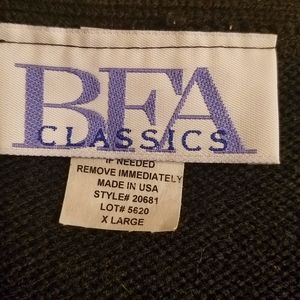 BFA
CLASSICS
IF NEEDED
REMOVE IMMEDIATELY
MADE IN USA
STYLE# 20681
LOT# 5620
X LARGE